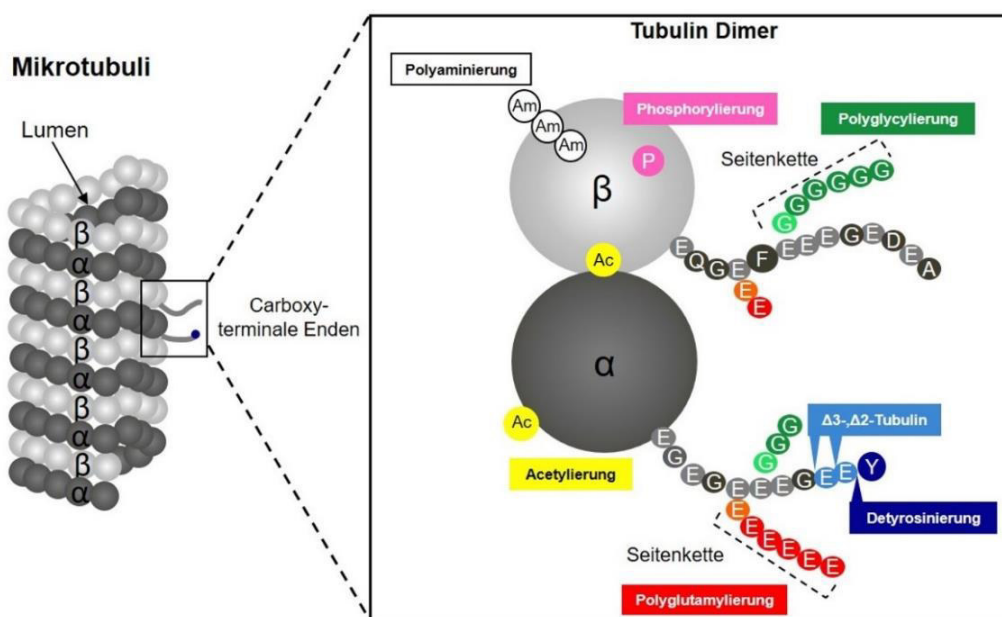 Mikrotubuli
Lumen
β
α
β
α
β
α
β
α
β
α
Carboxy-
terminale Enden
Tubulin Dimer
Polyaminierung
Am
Am
Am
Phosphorylierung
P
β
Polyglycylierung
Seitenkette
G G G G G G
E Q G E F E E E G E D E A
E
E
Ac
α
Ac
Acetylierung
G
G
G
Δ3-,Δ2-Tubulin
E G E G E E E G E E Y
Detyrosinierung
E E E E E E
Seitenkette
Polyglutamylierung